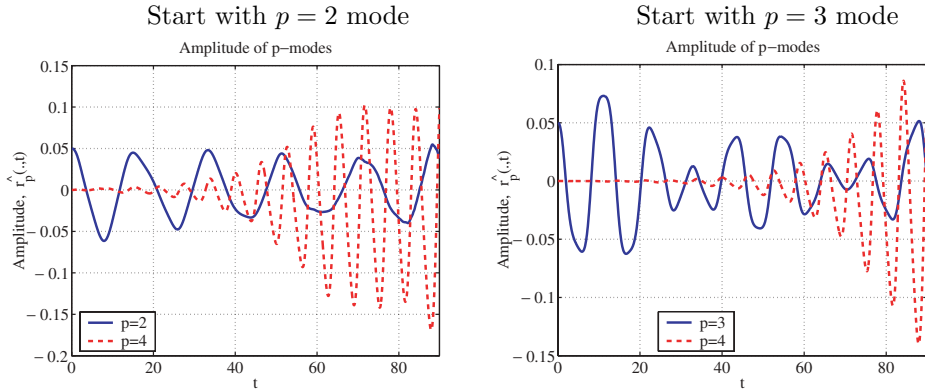 Start with p = 2 mode
Amplitude of p−modes
0.15
0.1
0.05
0
−0.05
−0.1
−0.15
−0.2
0 20 40 60 80
Amplitude, r̂_p(.,t)
t
p=2
p=4
Start with p = 3 mode
Amplitude of p−modes
0.1
0.05
0
−0.05
−0.1
−0.15
0 20 40 60 80
Amplitude, r̂_p(.,t)
t
p=3
p=4